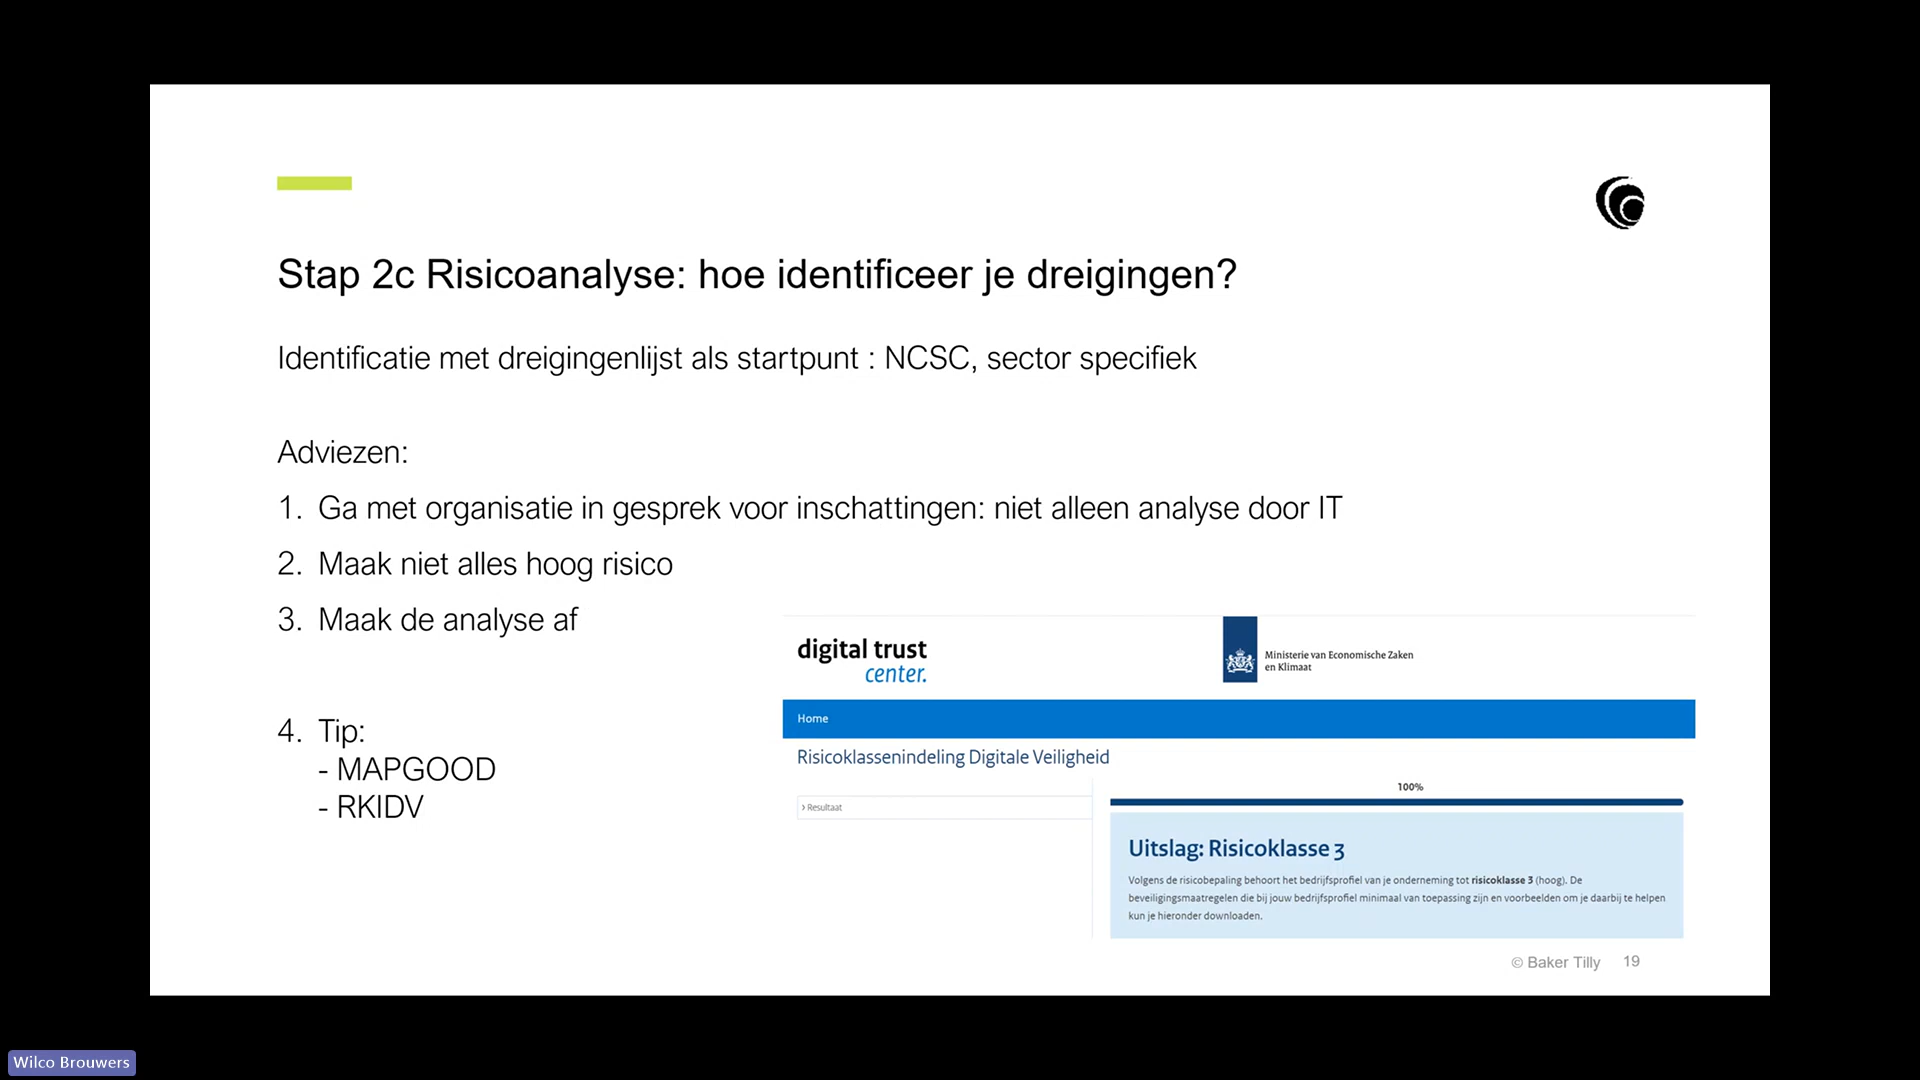 Stap 2c Risicoanalyse: hoe identificeer je dreigingen?
Identificatie met dreigingenlijst als startpunt : NCSC, sector specifiek
Adviezen:
1. Ga met organisatie in gesprek voor inschattingen: niet alleen analyse door IT
2. Maak niet alles hoog risico
3. Maak de analyse af
4. Tip:
- MAPGOOD
- RKIDV
digital trust
center.
Ministerie van Economische Zaken
en Klimaat
Home
Risicoklassenindeling Digitale Veiligheid
› Resultaat
100%
Uitslag: Risicoklasse 3
Volgens de risicobepaling behoort het bedrijfsprofiel van je onderneming tot risicoklasse 3 (hoog). De
beveiligingsmaatregelen die bij jouw bedrijfsprofiel minimaal van toepassing zijn en voorbeelden om je daarbij te helpen
kun je hieronder downloaden.
© Baker Tilly 19
Wilco Brouwers